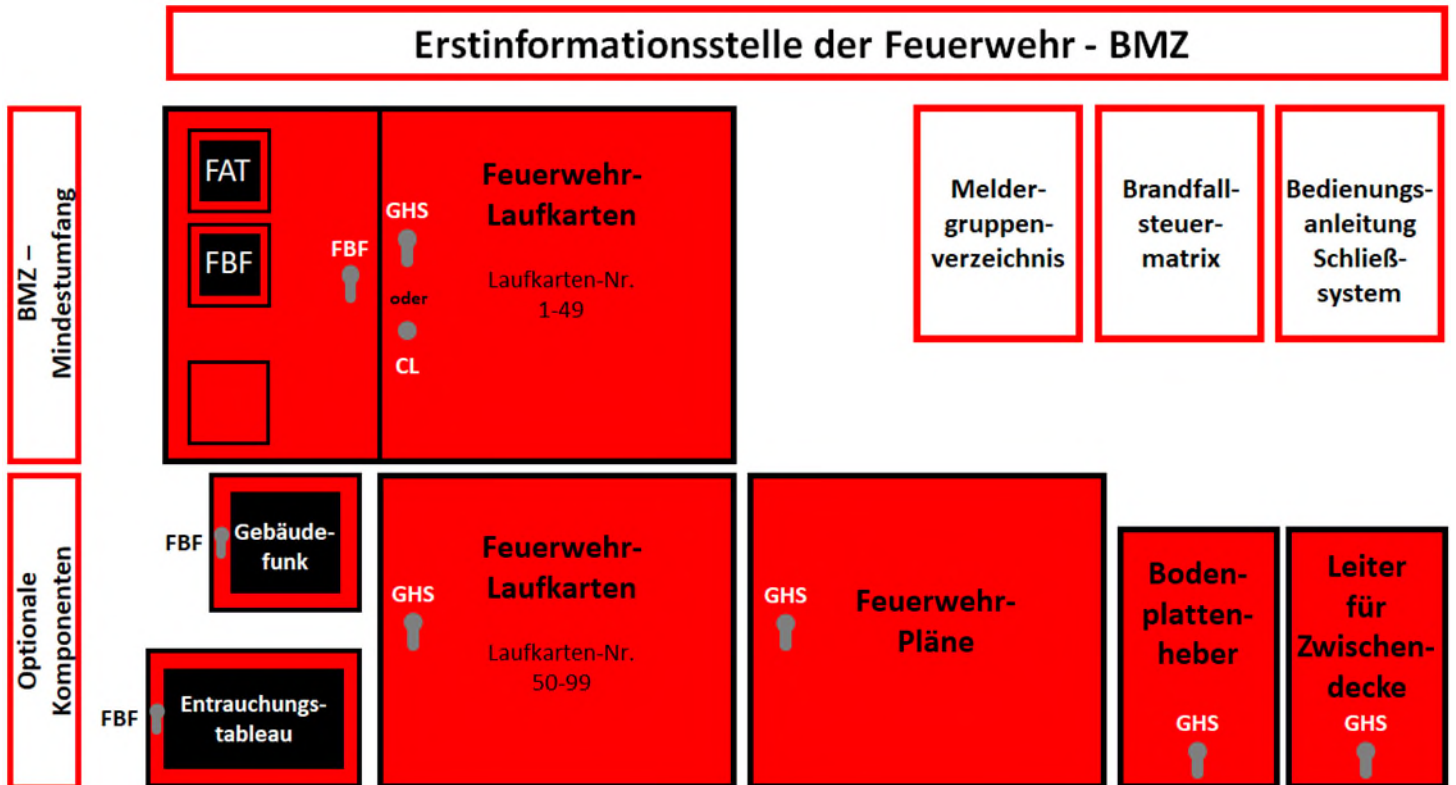 Erstinformationsstelle der Feuerwehr - BMZ
BMZ –
Mindestumfang
FAT
FBF
FBF
GHS
oder
CL
Feuerwehr-
Laufkarten
Laufkarten-Nr.
1-49
Melder-
gruppen-
verzeichnis
Brandfall-
steuer-
matrix
Bedienungs-
anleitung
Schließ-
system
Optionale
Komponenten
FBF
Gebäude-
funk
FBF
Entrauchungs-
tableau
GHS
Feuerwehr-
Laufkarten
Laufkarten-Nr.
50-99
GHS
Feuerwehr-
Pläne
Boden-
platten-
heber
GHS
Leiter
für
Zwischen-
decke
GHS